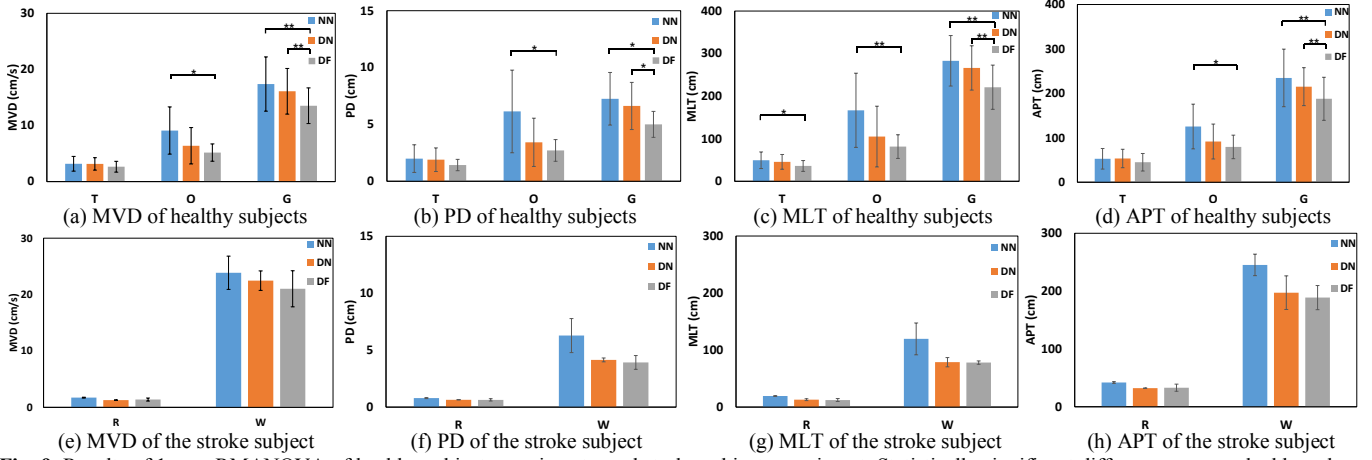 30
20
10
0
MVD (cm/s)
T O G
* ** **
NN
DN
DF
(a) MVD of healthy subjects
15
10
5
0
PD (cm)
T O G
* * *
NN
DN
DF
(b) PD of healthy subjects
400
300
200
100
0
MLT (cm)
T O G
* ** ** **
NN
DN
DF
(c) MLT of healthy subjects
400
300
200
100
0
APT (cm)
T O G
* ** **
NN
DN
DF
(d) APT of healthy subjects
30
20
10
0
MVD (cm/s)
R W
NN
DN
DF
(e) MVD of the stroke subject
15
10
5
0
PD (cm)
R W
NN
DN
DF
(f) PD of the stroke subject
300
200
100
0
MLT (cm)
R W
NN
DN
DF
(g) MLT of the stroke subject
300
200
100
0
APT (cm)
R W
NN
DN
DF
(h) APT of the stroke subject